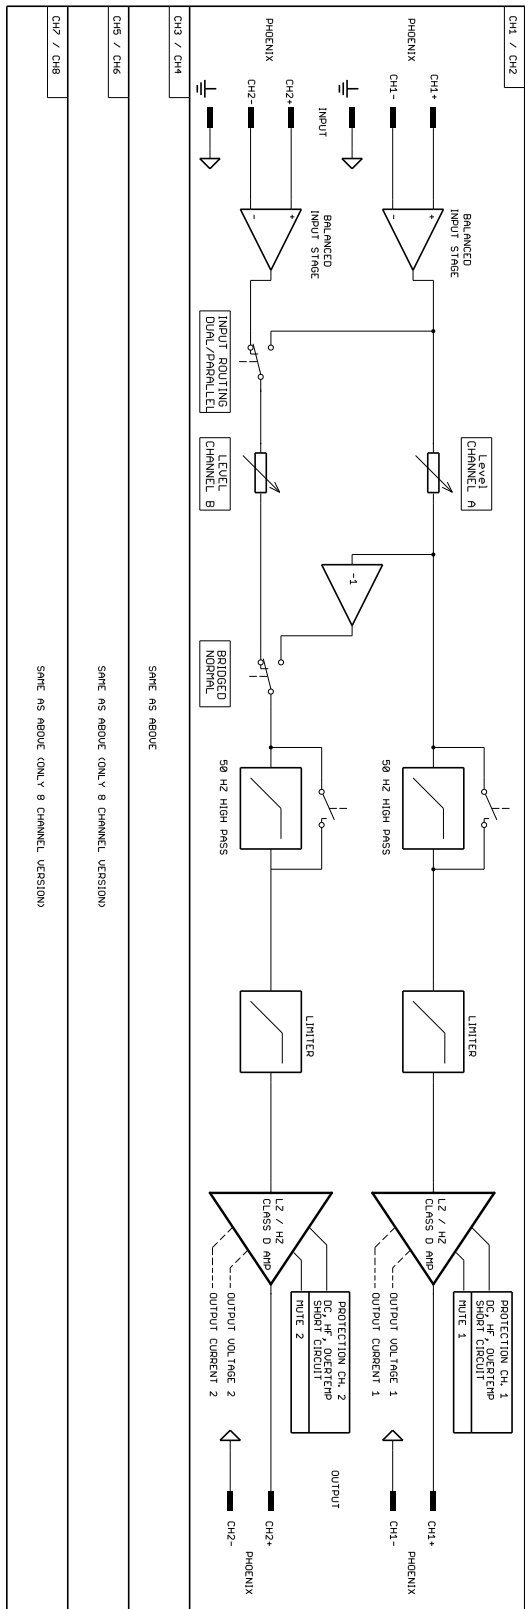 CH1 / CH2
PHOENIX
CH1+
CH1-
INPUT
PHOENIX
CH2+
CH2-
BALANCED
INPUT STAGE
+
-
BALANCED
INPUT STAGE
+
-
INPUT ROUTING
DUAL/PARALLEL
Level
CHANNEL A
LEVEL
CHANNEL B
-1
BRIDGED
NORMAL
50 HZ HIGH PASS
50 HZ HIGH PASS
LIMITER
LIMITER
LZ / HZ
CLASS D AMP
PROTECTION CH. 1
DC, HF, OVERTEMP
SHORT CIRCUIT
MUTE 1
OUTPUT VOLTAGE 1
OUTPUT CURRENT 1
LZ / HZ
CLASS D AMP
PROTECTION CH. 2
DC, HF, OVERTEMP
SHORT CIRCUIT
MUTE 2
OUTPUT VOLTAGE 2
OUTPUT CURRENT 2
OUTPUT
CH1+
CH1-
PHOENIX
CH2+
CH2-
PHOENIX
CH3 / CH4
SAME AS ABOVE
CH5 / CH6
SAME AS ABOVE (ONLY 8 CHANNEL VERSION)
CH7 / CH8
SAME AS ABOVE (ONLY 8 CHANNEL VERSION)